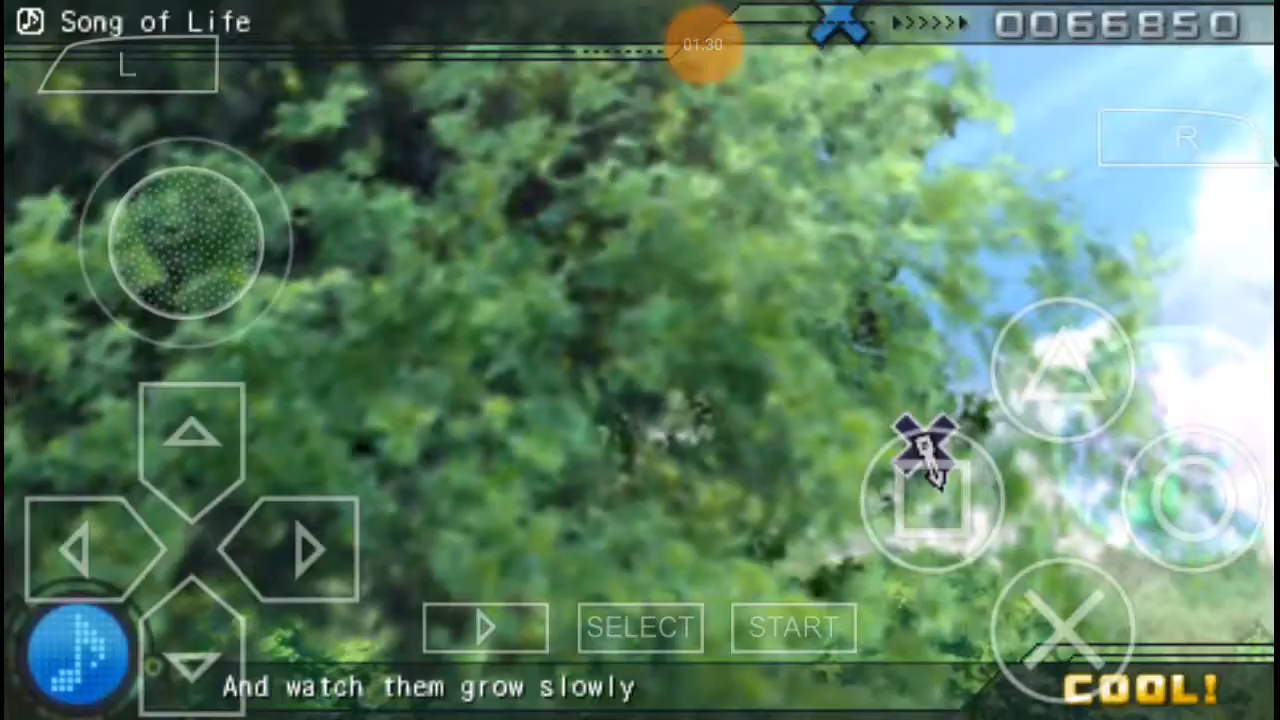 Song of Life
01:30
0066850
L
R
SELECT
START
And watch them grow slowly
COOL!